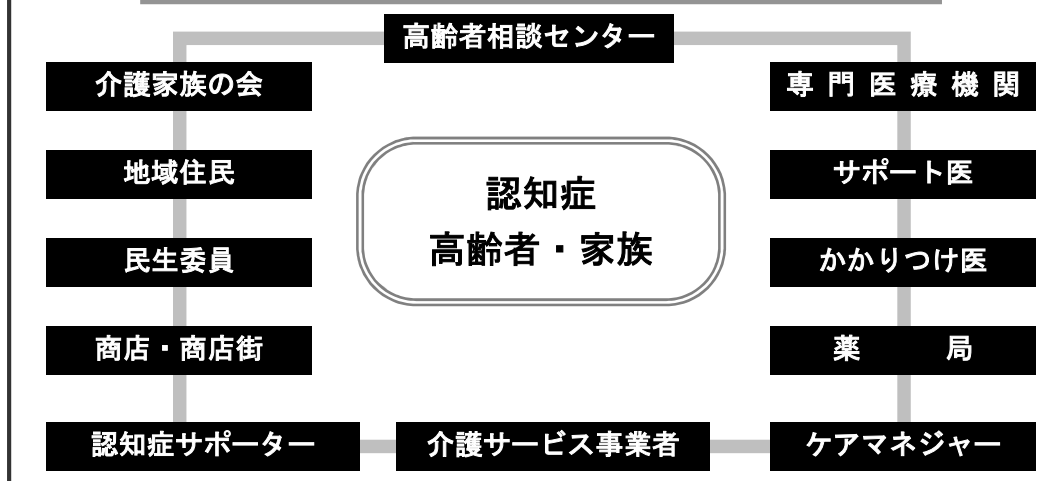 高齢者相談センター
介護家族の会
専門医療機関
地域住民
サポート医
認知症
高齢者・家族
民生委員
かかりつけ医
商店・商店街
薬局
認知症サポーター
介護サービス事業者
ケアマネジャー